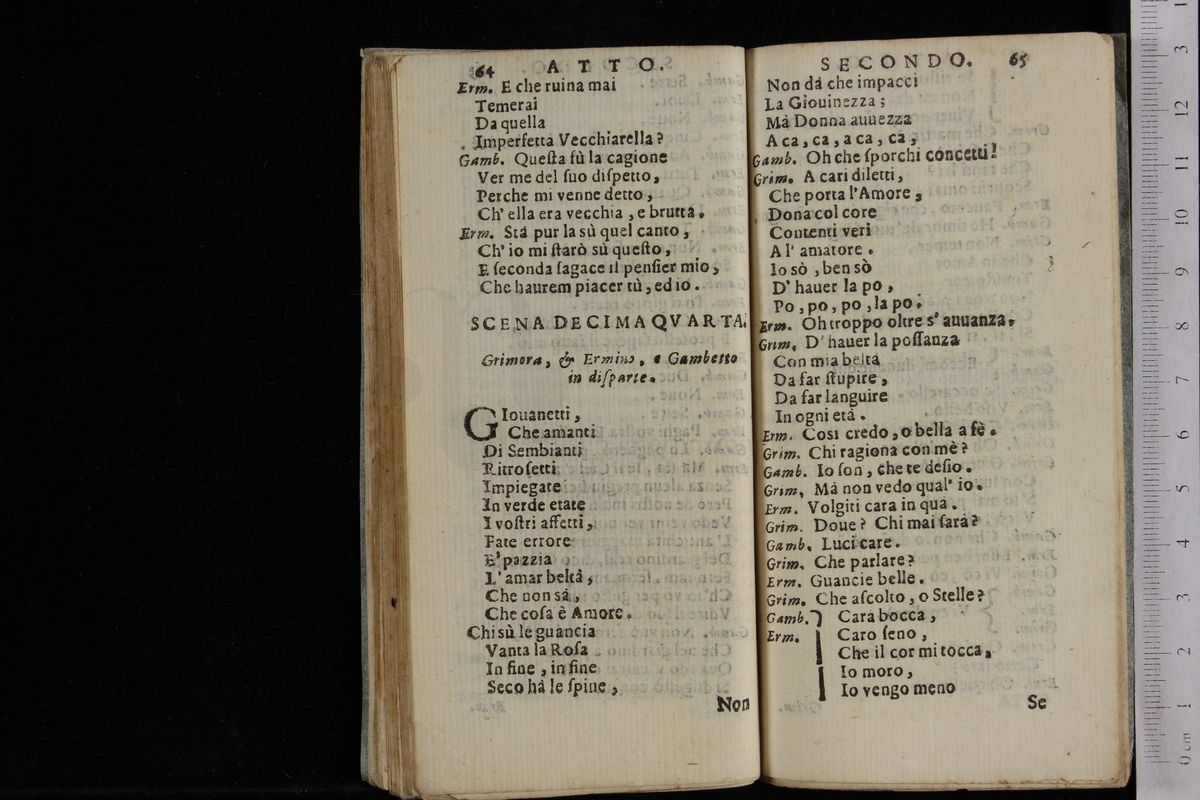 64 ATTO.
Erm. E che ruina mai
Temerai
Da quella
Imperfetta Vecchiarella?
Gamb. Queſta fù la cagione
Ver me del ſuo diſpetto,
Perche mi venne detto,
Ch' ella era vecchia, e brutta.
Erm. Stá pur la sù quel canto,
Ch' io mi ſtarò sù queſto,
E ſeconda ſagace il penſier mio,
Che haurem piacer tù, ed io.
SCENA DECIMAQVARTA.
Grimora, & Ermino, e Gambetto
in diſparte.
GIouanetti,
Che amanti
Di Sembianti
Ritroſetti
Impiegate
In verde etate
I voſtri affetti,
Fate errore
E' pazzia
L' amar beltà,
Che non sà,
Che coſa è Amore.
Chi sù le guancia
Vanta la Roſa
In fine, in fine
Seco hà le ſpine,
Non
SECONDO. 65
Non dà che impacci
La Giouinezza;
Mà Donna auuezza
A ca, ca, a ca, ca,
Gamb. Oh che ſporchi concetti!
Grim. A cari diletti,
Che porta l'Amore,
Dona col core
Contenti veri
A l' amatore.
Io sò, ben sò
D' hauer la po,
Po, po, po, la po.
Erm. Oh troppo oltre s' auuanza,
Grim, D' hauer la poſſanza
Con mia beltà
Da far ſtupire,
Da far languire
In ogni età.
Erm. Così credo, o bella a fè.
Grim. Chi ragiona con mè?
Gamb. Io ſon, che te deſio.
Grim, Mà non vedo qual' io.
Erm. Volgiti cara in quà.
Grim. Doue? Chi mai ſarà?
Gamb. Luci care.
Grim. Che parlare?
Erm. Guancie belle.
Grim. Che aſcolto, o Stelle?
Gamb. Cara bocca,
Erm. Caro ſeno,
Che il cor mi tocca,
Io moro,
Io vengo meno
Se